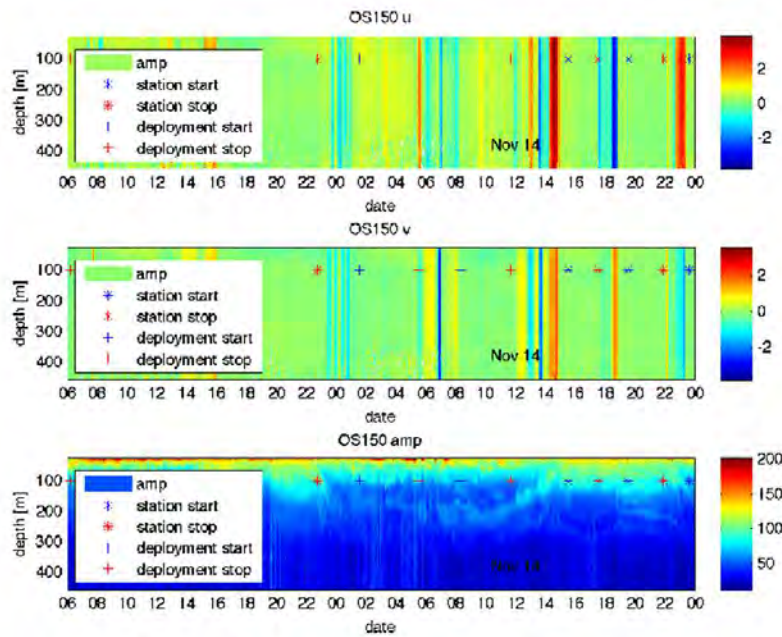 OS150 u
depth [m]
100
200
300
400
amp
station start
station stop
deployment start
deployment stop
Nov 14
06 08 10 12 14 16 18 20 22 00 02 04 06 08 10 12 14 16 18 20 22 00
date
2
0
-2
OS150 v
depth [m]
100
200
300
400
amp
station start
station stop
deployment start
deployment stop
Nov 14
06 08 10 12 14 16 18 20 22 00 02 04 06 08 10 12 14 16 18 20 22 00
date
2
0
-2
OS150 amp
depth [m]
100
200
300
400
amp
station start
station stop
deployment start
deployment stop
Nov 14
06 08 10 12 14 16 18 20 22 00 02 04 06 08 10 12 14 16 18 20 22 00
date
200
150
100
50